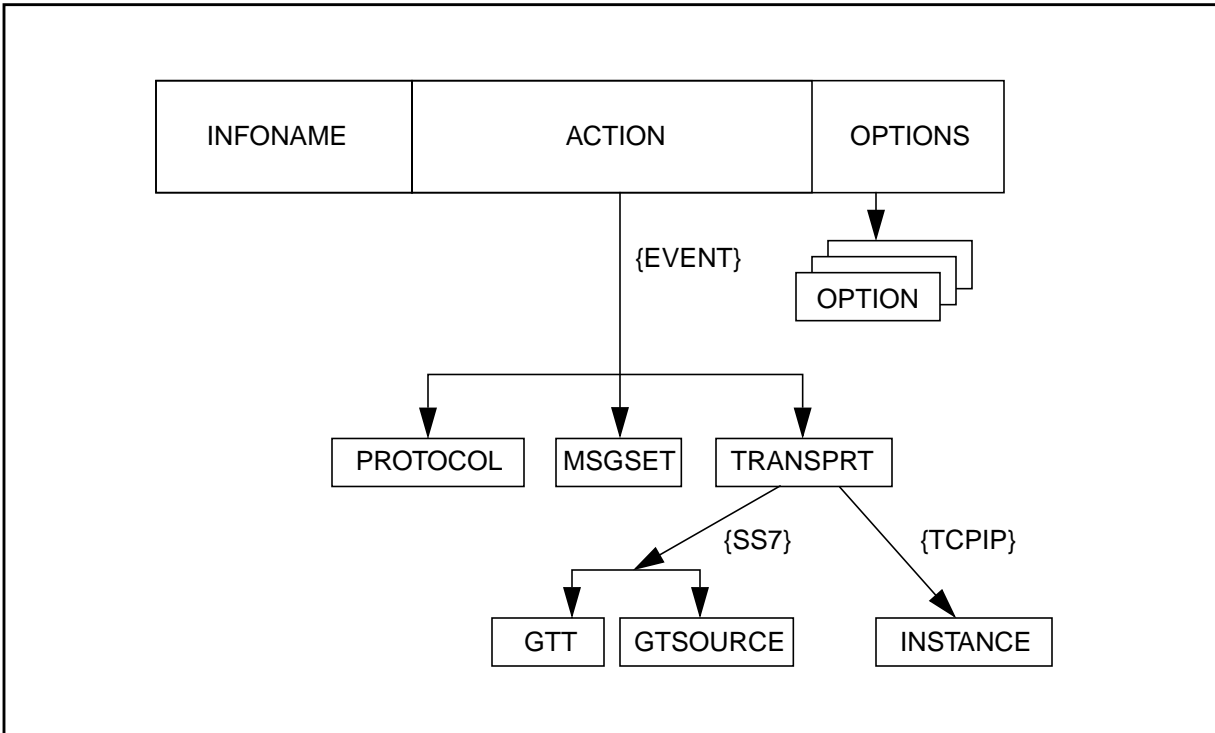 INFONAME ACTION OPTIONS
{EVENT}
OPTION
PROTOCOL MSGSET TRANSPRT
{SS7} {TCPIP}
GTT GTSOURCE INSTANCE